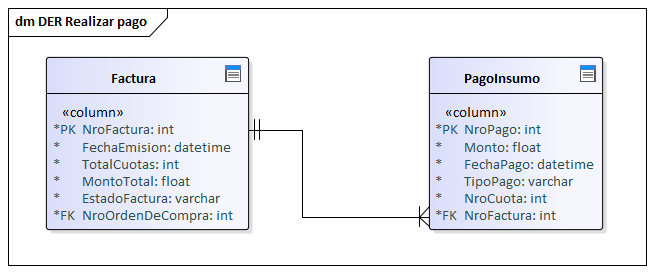 dm DER Realizar pago
Factura
«column»
*PK NroFactura: int
* FechaEmision: datetime
* TotalCuotas: int
* MontoTotal: float
* EstadoFactura: varchar
*FK NroOrdenDeCompra: int
PagoInsumo
«column»
*PK NroPago: int
* Monto: float
* FechaPago: datetime
* TipoPago: varchar
* NroCuota: int
*FK NroFactura: int